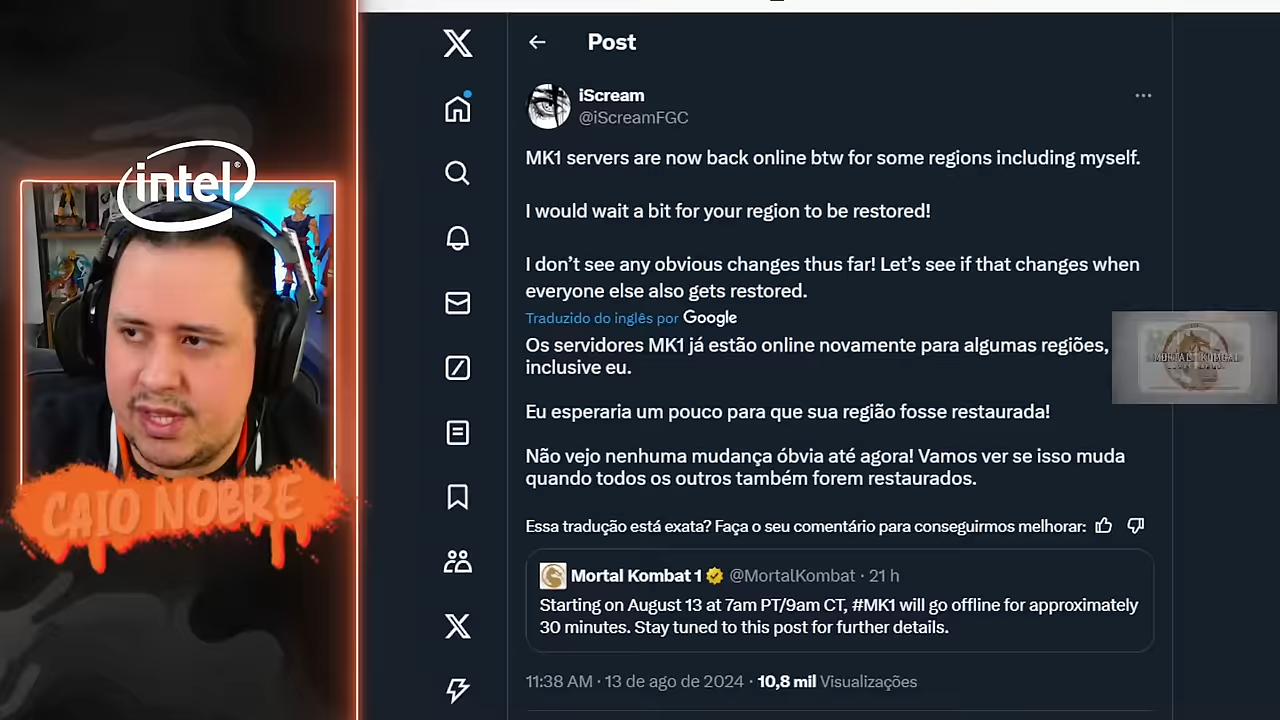 intel
CAIO NOBRE
Post
iScream
@iScreamFGC
MK1 servers are now back online btw for some regions including myself.
I would wait a bit for your region to be restored!
I don’t see any obvious changes thus far! Let’s see if that changes when
everyone else also gets restored.
Traduzido do inglês por Google
Os servidores MK1 já estão online novamente para algumas regiões,
inclusive eu.
Eu esperaria um pouco para que sua região fosse restaurada!
Não vejo nenhuma mudança óbvia até agora! Vamos ver se isso muda
quando todos os outros também forem restaurados.
Essa tradução está exata? Faça o seu comentário para conseguirmos melhorar:
Mortal Kombat 1 @MortalKombat · 21 h
Starting on August 13 at 7am PT/9am CT, #MK1 will go offline for approximately
30 minutes. Stay tuned to this post for further details.
11:38 AM · 13 de ago de 2024 · 10,8 mil Visualizações
MORTAL KOMBAT